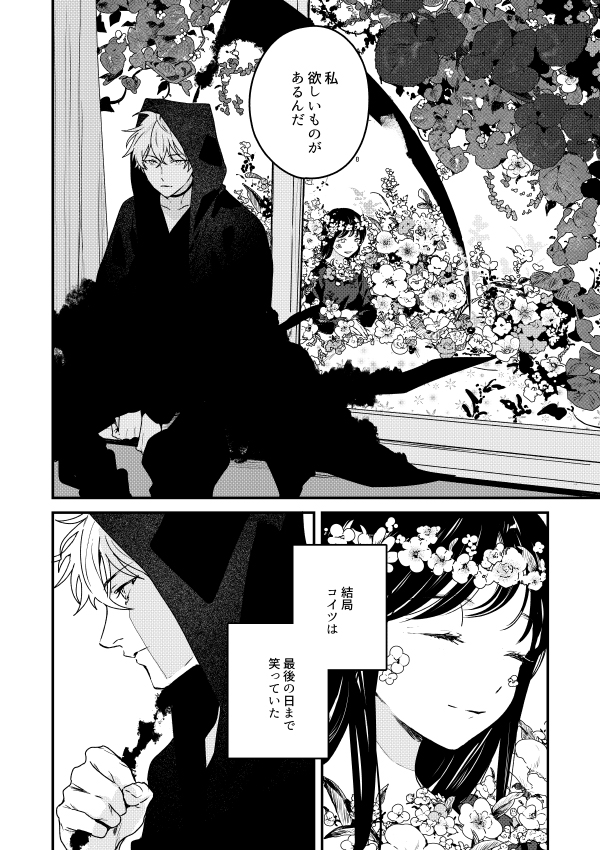 私
欲しいものが
あるんだ
結局
コイツは
最後の日まで
笑っていた